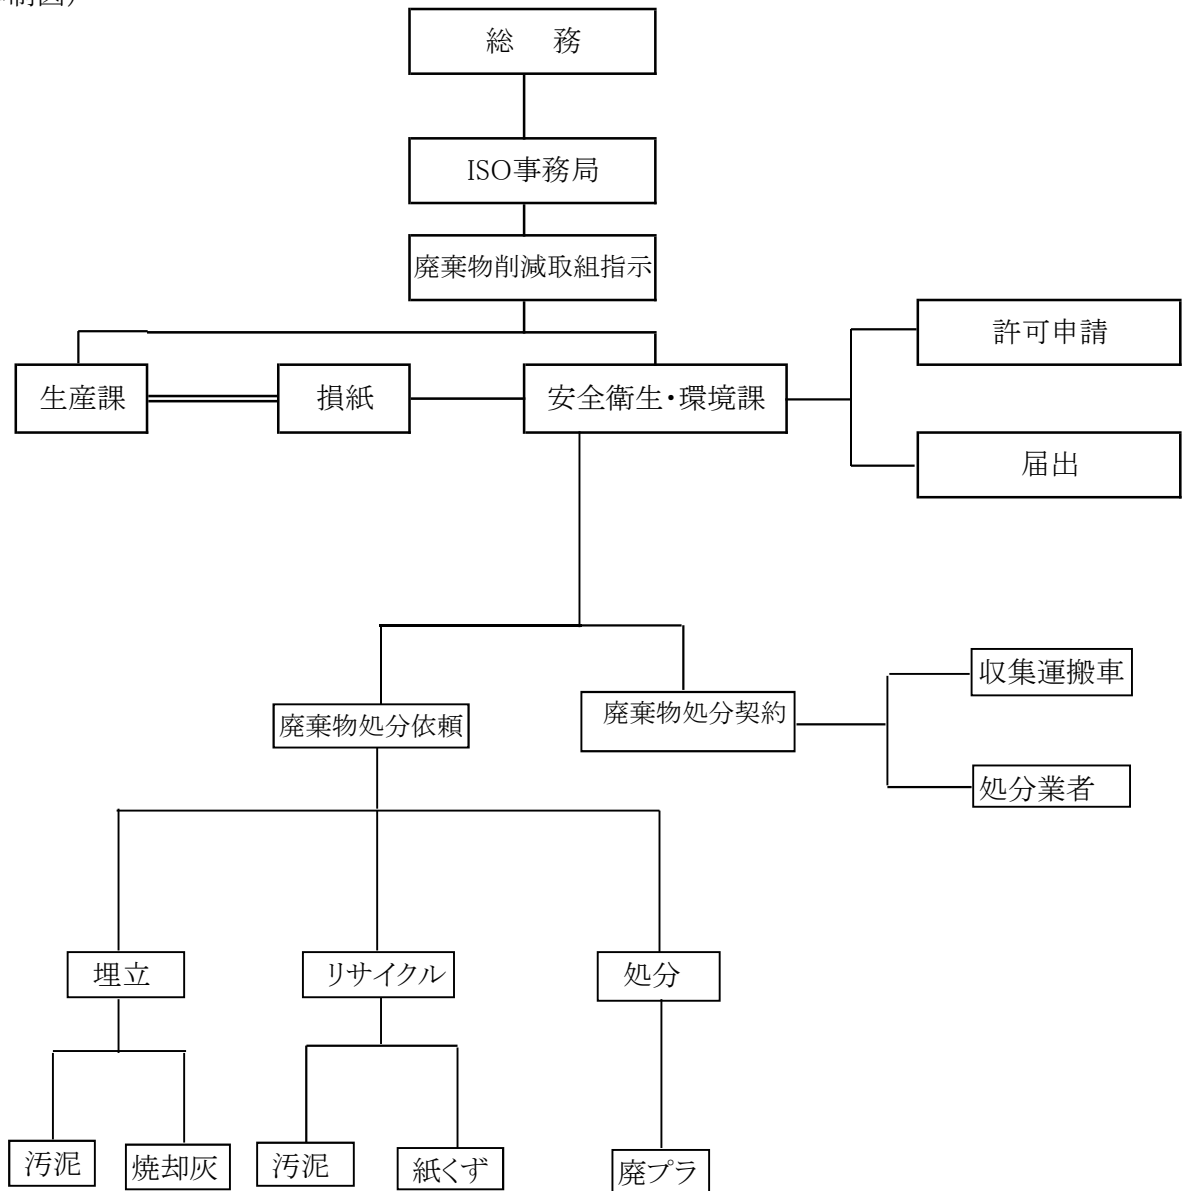 制図）
総　務
ISO事務局
廃棄物削減取組指示
許可申請
生産課
損紙
安全衛生・環境課
届出
収集運搬車
廃棄物処分依頼
廃棄物処分契約
処分業者
埋立
リサイクル
処分
汚泥
焼却灰
汚泥
紙くず
廃プラ